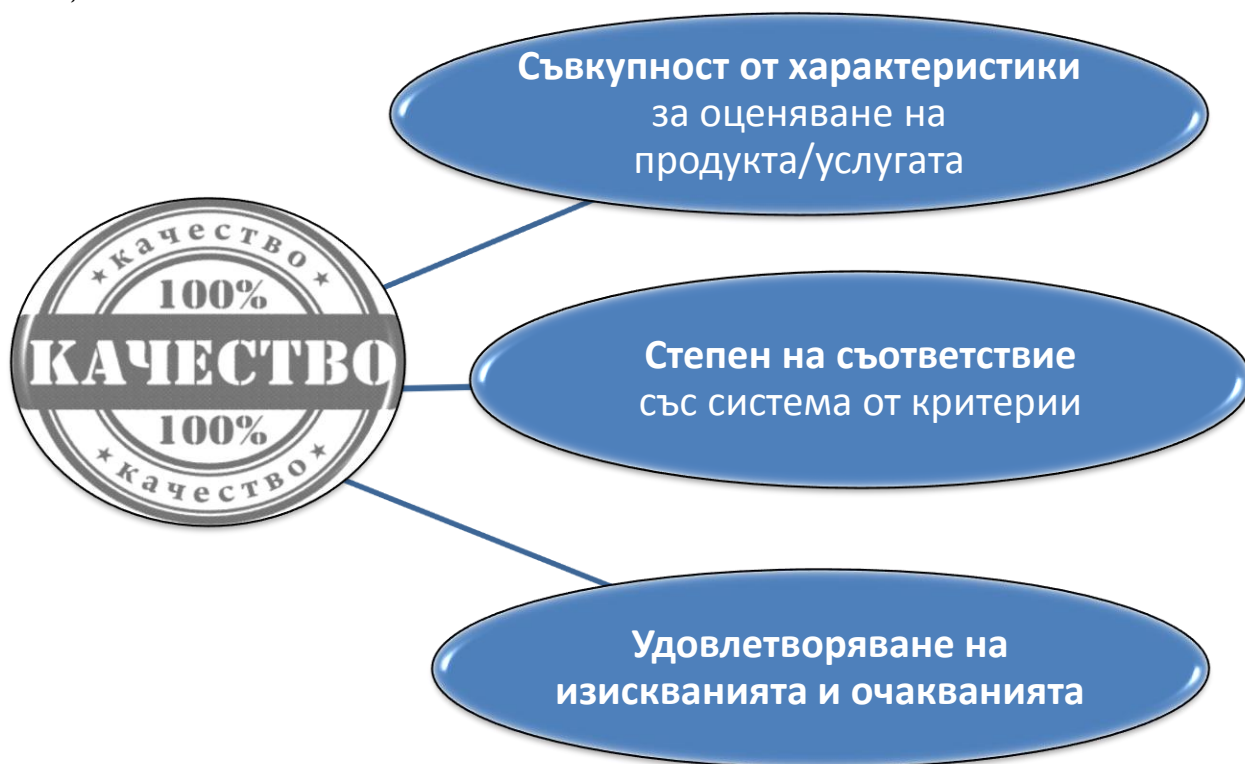 Съвкупност от характеристики
за оценяване на
продукта/услугата
качество
100%
КАЧЕСТВО
100%
качество
Степен на съответствие
със система от критерии
Удовлетворяване на
изискванията и очакванията